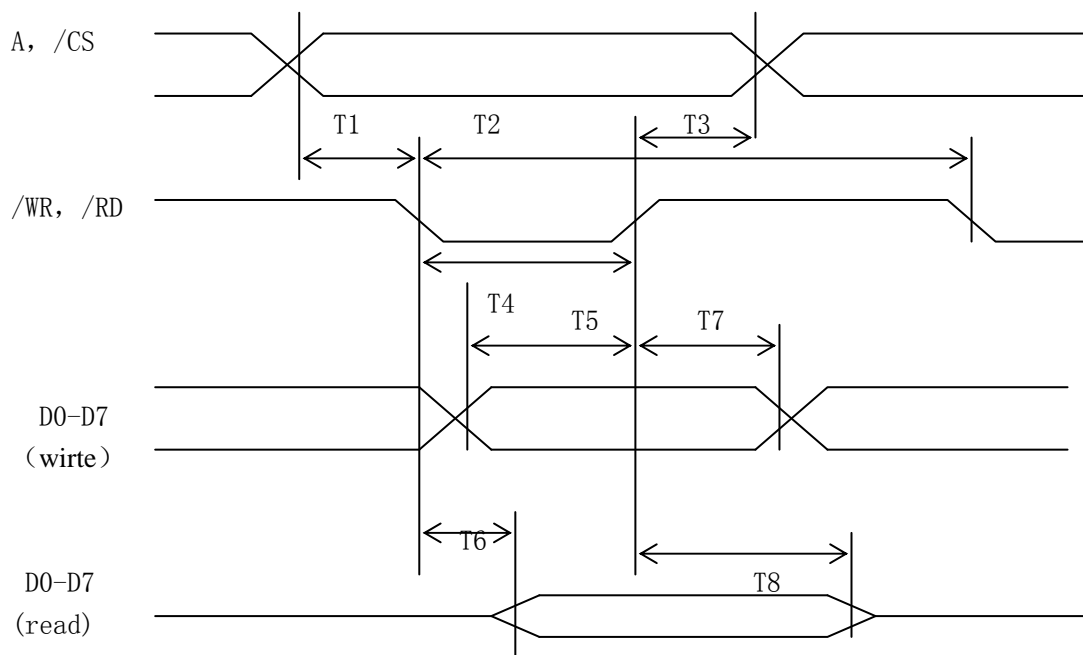 A, /CS
T1 T2 T3
/WR, /RD
T4 T5 T7
D0-D7
（wirte）
T6
D0-D7
T8
(read)